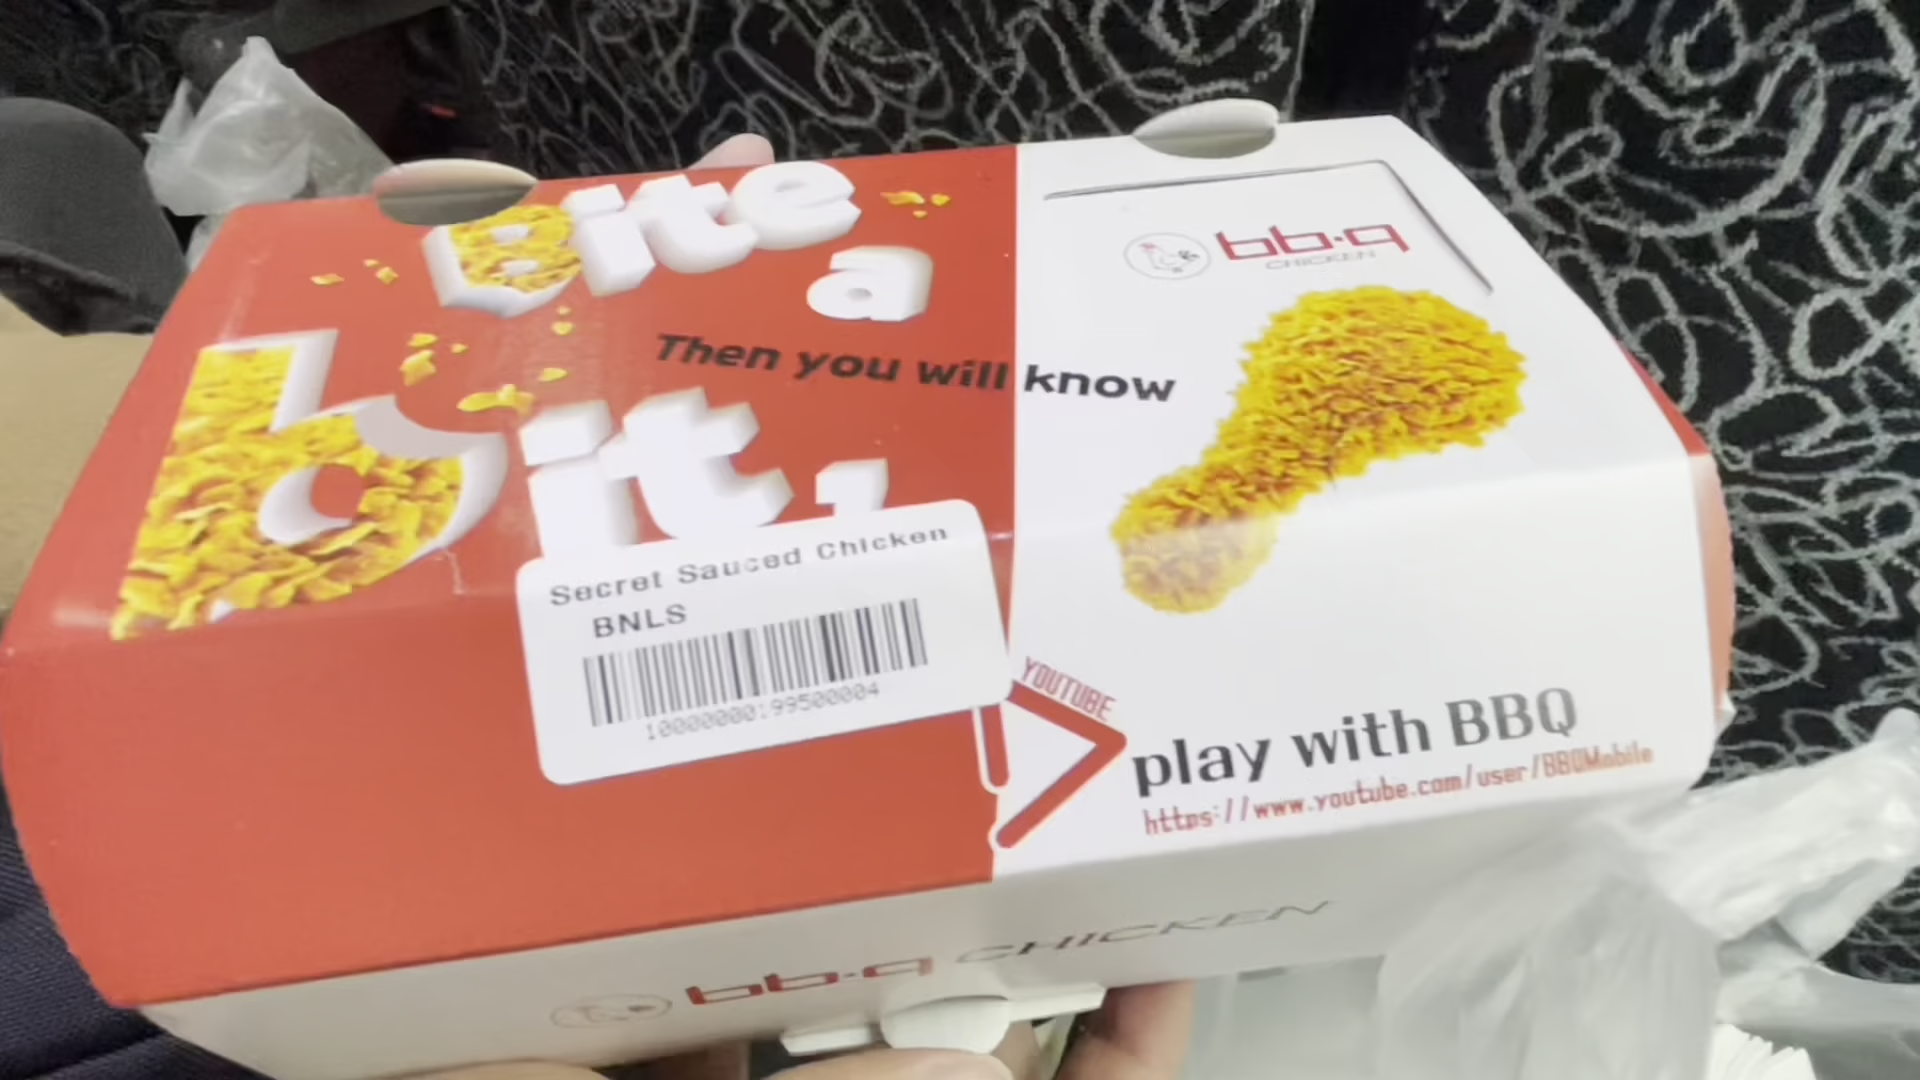 Bite
a
bit,
Then you will know
bb.q
CHICKEN
Secret Sauced Chicken
BNLS
10000000199500004
YOUTUBE
play with BBQ
https://www.youtube.com/user/BBQMobile
bb.q CHICKEN